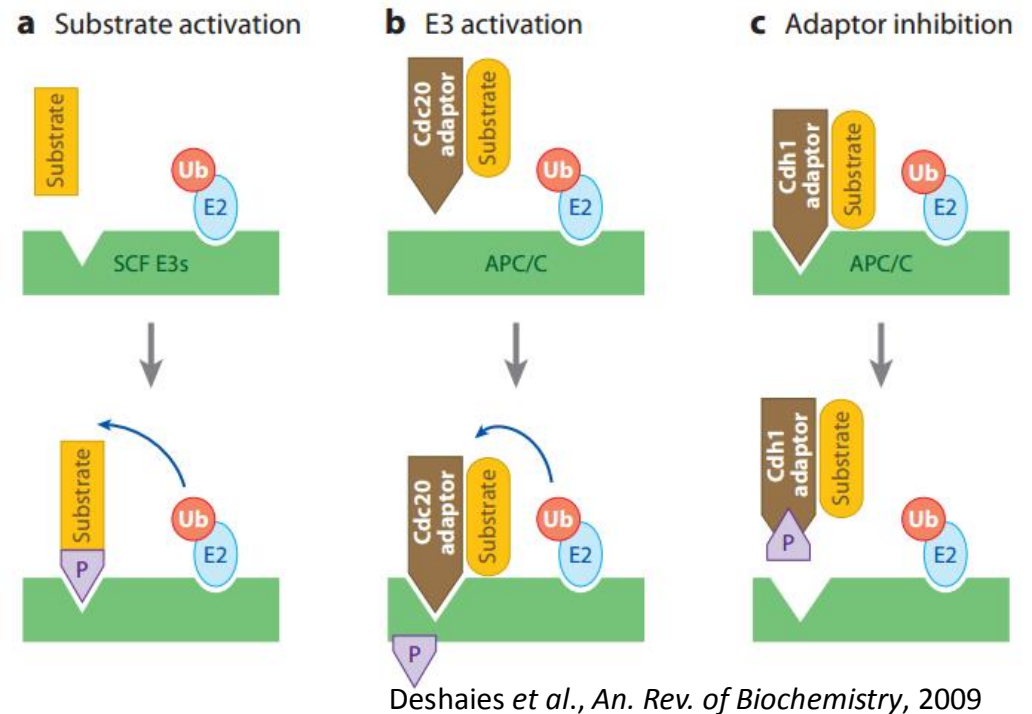 a Substrate activation
Substrate
Ub
E2
SCF E3s
Substrate
P
Ub
E2
b E3 activation
Cdc20
adaptor
Substrate
Ub
E2
APC/C
Cdc20
adaptor
Substrate
Ub
E2
P
c Adaptor inhibition
Cdh1
adaptor
Substrate
Ub
E2
APC/C
Cdh1
adaptor
Substrate
P
Ub
E2
Deshaies et al., An. Rev. of Biochemistry, 2009